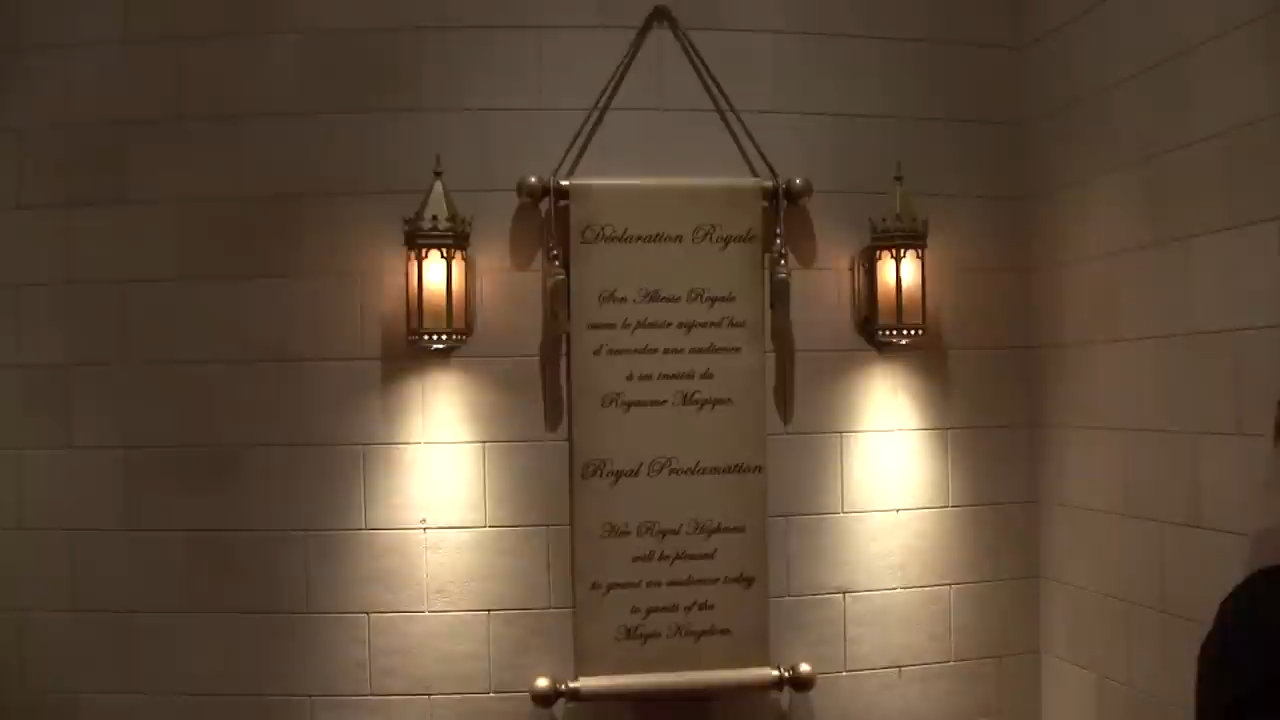 Déclaration Royale
Son Altesse Royale
aura le plaisir aujourd'hui
d'accorder une audience
à ses invités du
Royaume Magique.
Royal Proclamation
Her Royal Highness
will be pleased
to grant an audience today
to guests of the
Magic Kingdom.